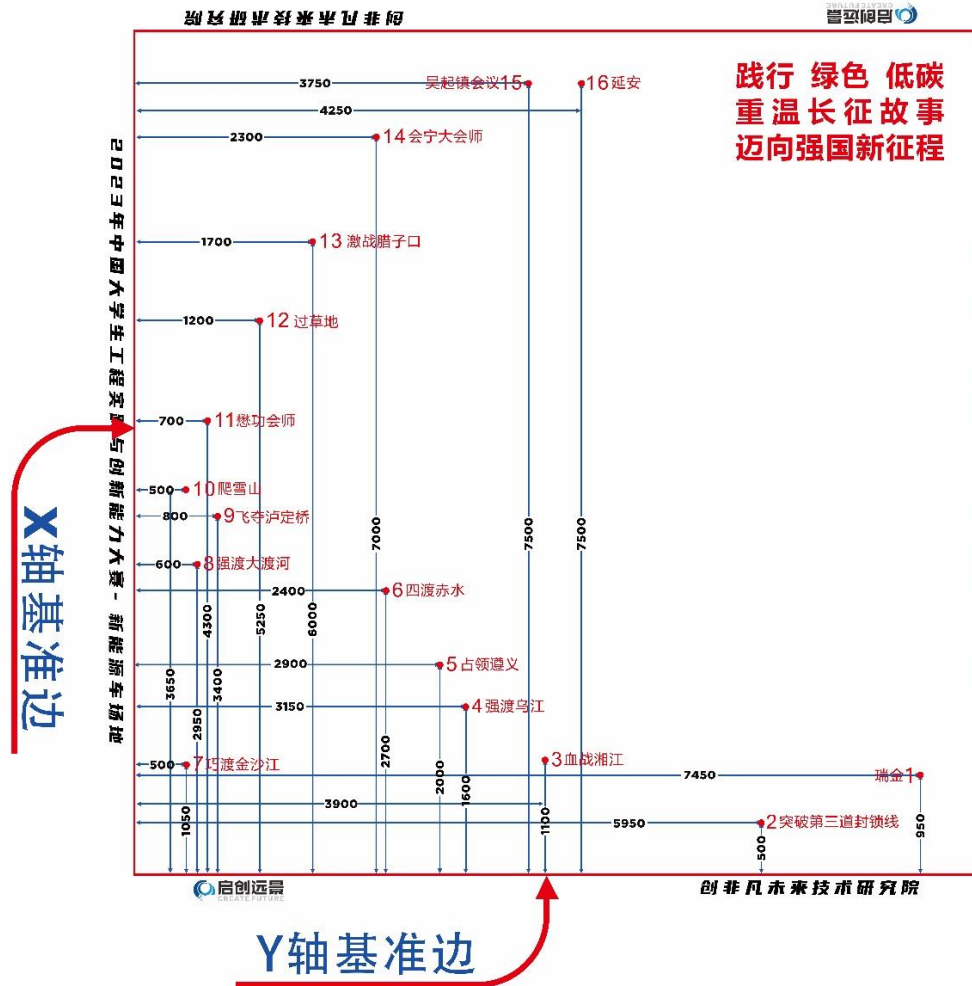 创非凡未来技术研究院
启创远景
CREATE FUTURE
践行 绿色 低碳
重温长征故事
迈向强国新征程
3750
吴起镇会议15
16延安
4250
2300
14会宁大会师
1700
13 激战腊子口
1200
12 过草地
700
11懋功会师
500
10爬雪山
800
9飞夺泸定桥
600
8强渡大渡河
2400
6四渡赤水
2900
5占领遵义
3150
4强渡乌江
500
7巧渡金沙江
3900
3血战湘江
7450
瑞金1
5950
2突破第三道封锁线
7000
7500
7500
4300
5250
6000
3650
3400
2950
2700
2000
1600
1050
1100
500
950
2023年中国大学生工程实践与创新能力大赛- 新能源车场地
X轴基准边
启创远景
CREATE FUTURE
创非凡未来技术研究院
Y轴基准边